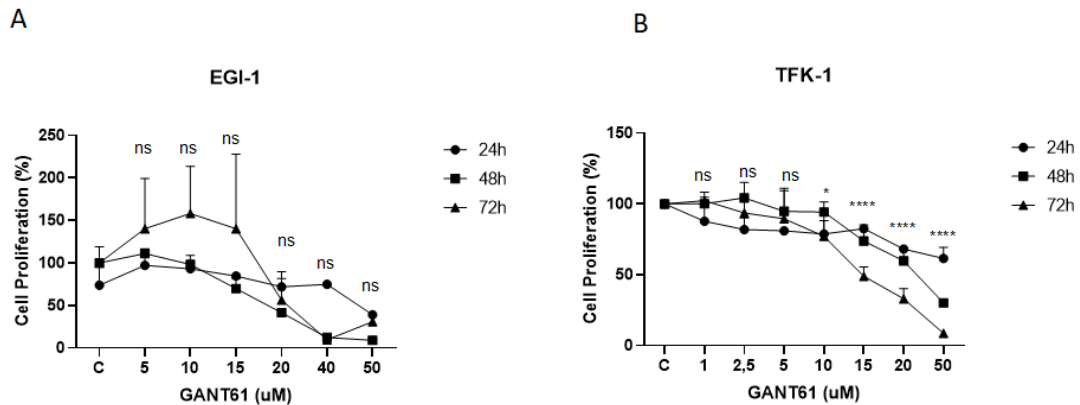 A
EGI-1
Cell Proliferation (%)
250
200
150
100
50
0
ns
ns
ns
ns
ns
ns
24h
48h
72h
C 5 10 15 20 40 50
GANT61 (uM)
B
TFK-1
Cell Proliferation (%)
150
100
50
0
ns
ns
ns
*
****
****
****
24h
48h
72h
C 1 2,5 5 10 15 20 50
GANT61 (uM)